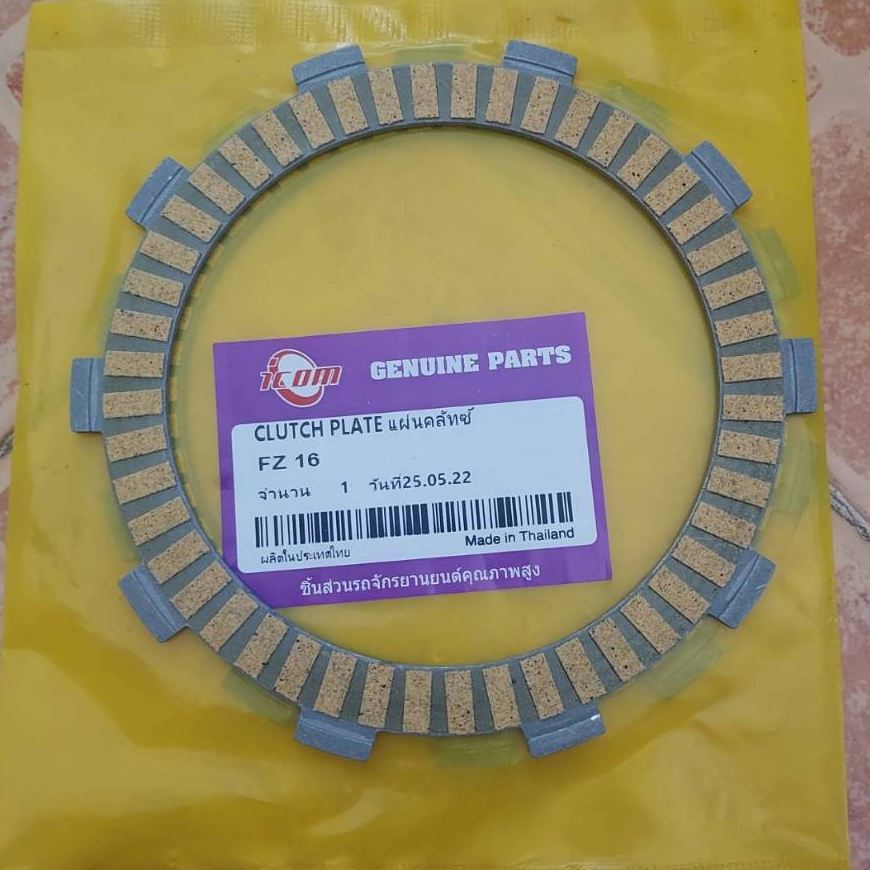 icom
GENUINE PARTS
CLUTCH PLATE แผ่นคลัทซ์
FZ 16
จำนวน 1 วันที่25.05.22
ผลิตในประเทศไทย Made in Thailand
ชิ้นส่วนรถจักรยานยนต์คุณภาพสูง